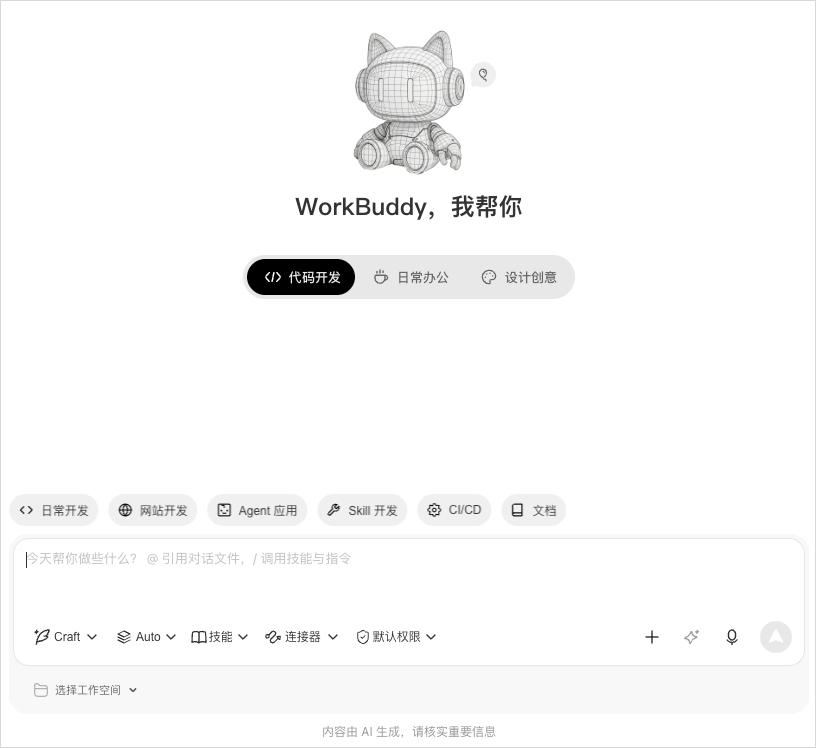 WorkBuddy，我帮你
代码开发 日常办公 设计创意
日常开发 网站开发 Agent 应用 Skill 开发 CI/CD 文档
今天帮你做些什么？ @ 引用对话文件，/ 调用技能与指令
Craft Auto 技能 连接器 默认权限
选择工作空间
内容由 AI 生成，请核实重要信息